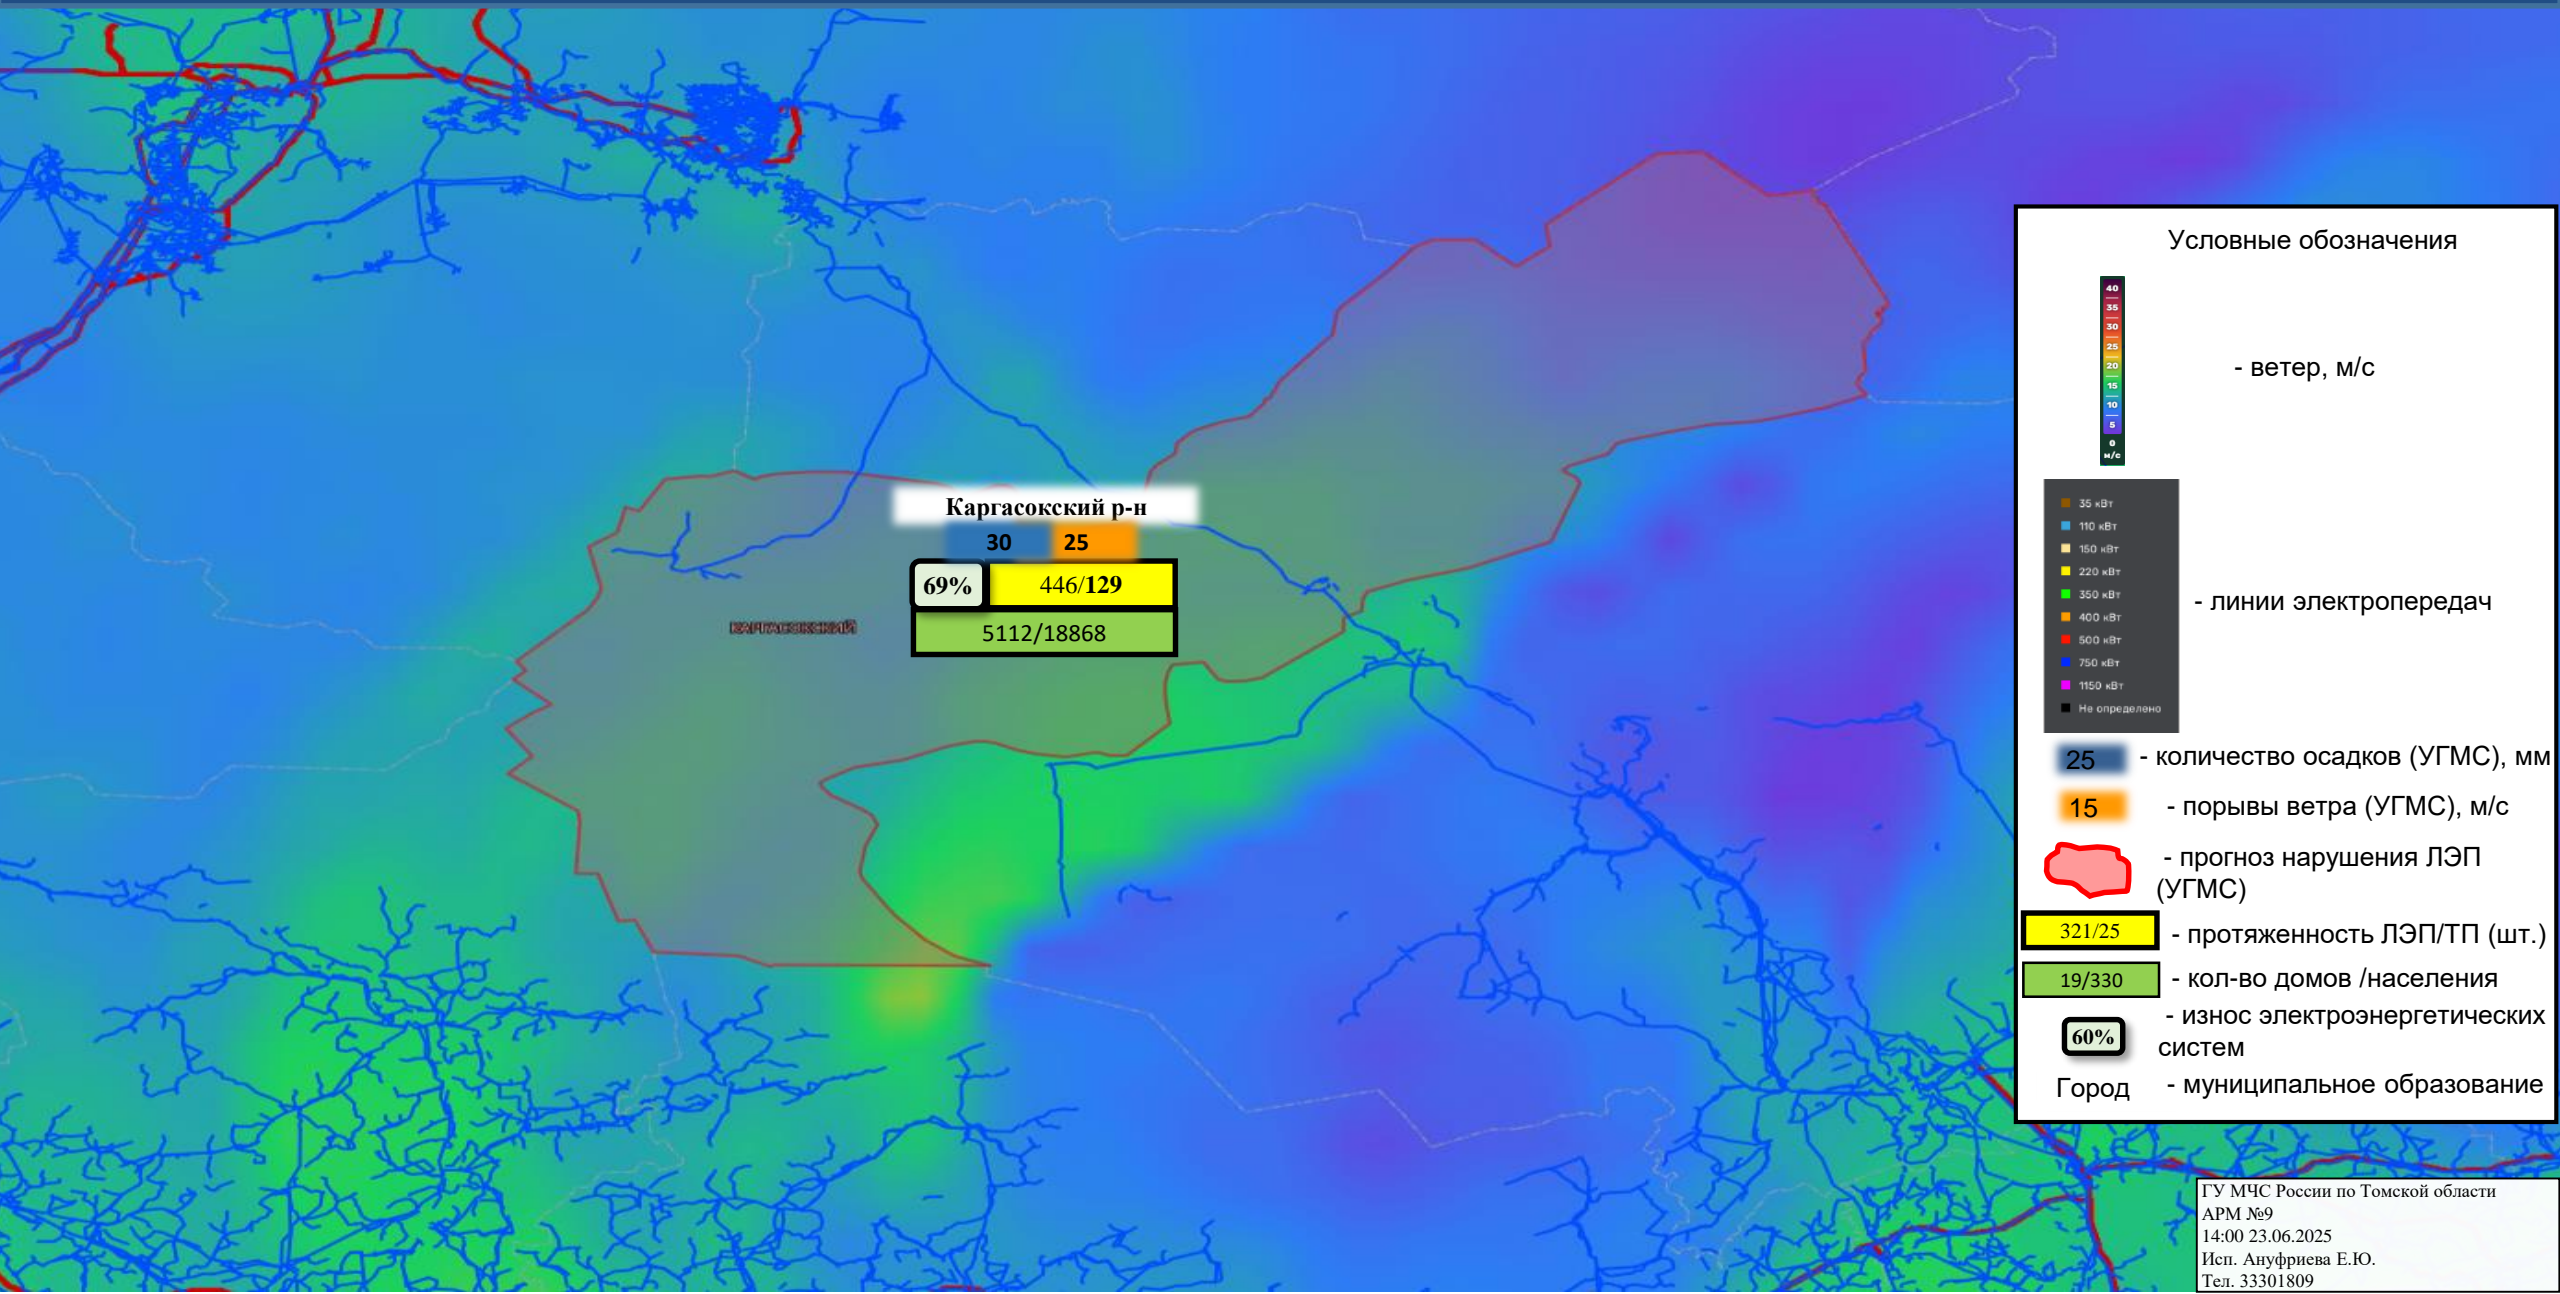 Условные обозначения
40
35
30
25
20
15
10
5
0
м/с
- ветер, м/с
35 кВт
110 кВт
150 кВт
220 кВт
350 кВт
400 кВт
500 кВт
750 кВт
1150 кВт
Не определено
- линии электропередач
25 - количество осадков (УГМС), мм
15 - порывы ветра (УГМС), м/с
- прогноз нарушения ЛЭП
(УГМС)
321/25 - протяженность ЛЭП/ТП (шт.)
19/330 - кол-во домов /населения
60% - износ электроэнергетических
систем
Город - муниципальное образование
Каргасокский р-н
30 25
69% 446/129
КАРГАСОКСКИЙ
5112/18868
ГУ МЧС России по Томской области
АРМ №9
14:00 23.06.2025
Исп. Ануфриева Е.Ю.
Тел. 33301809